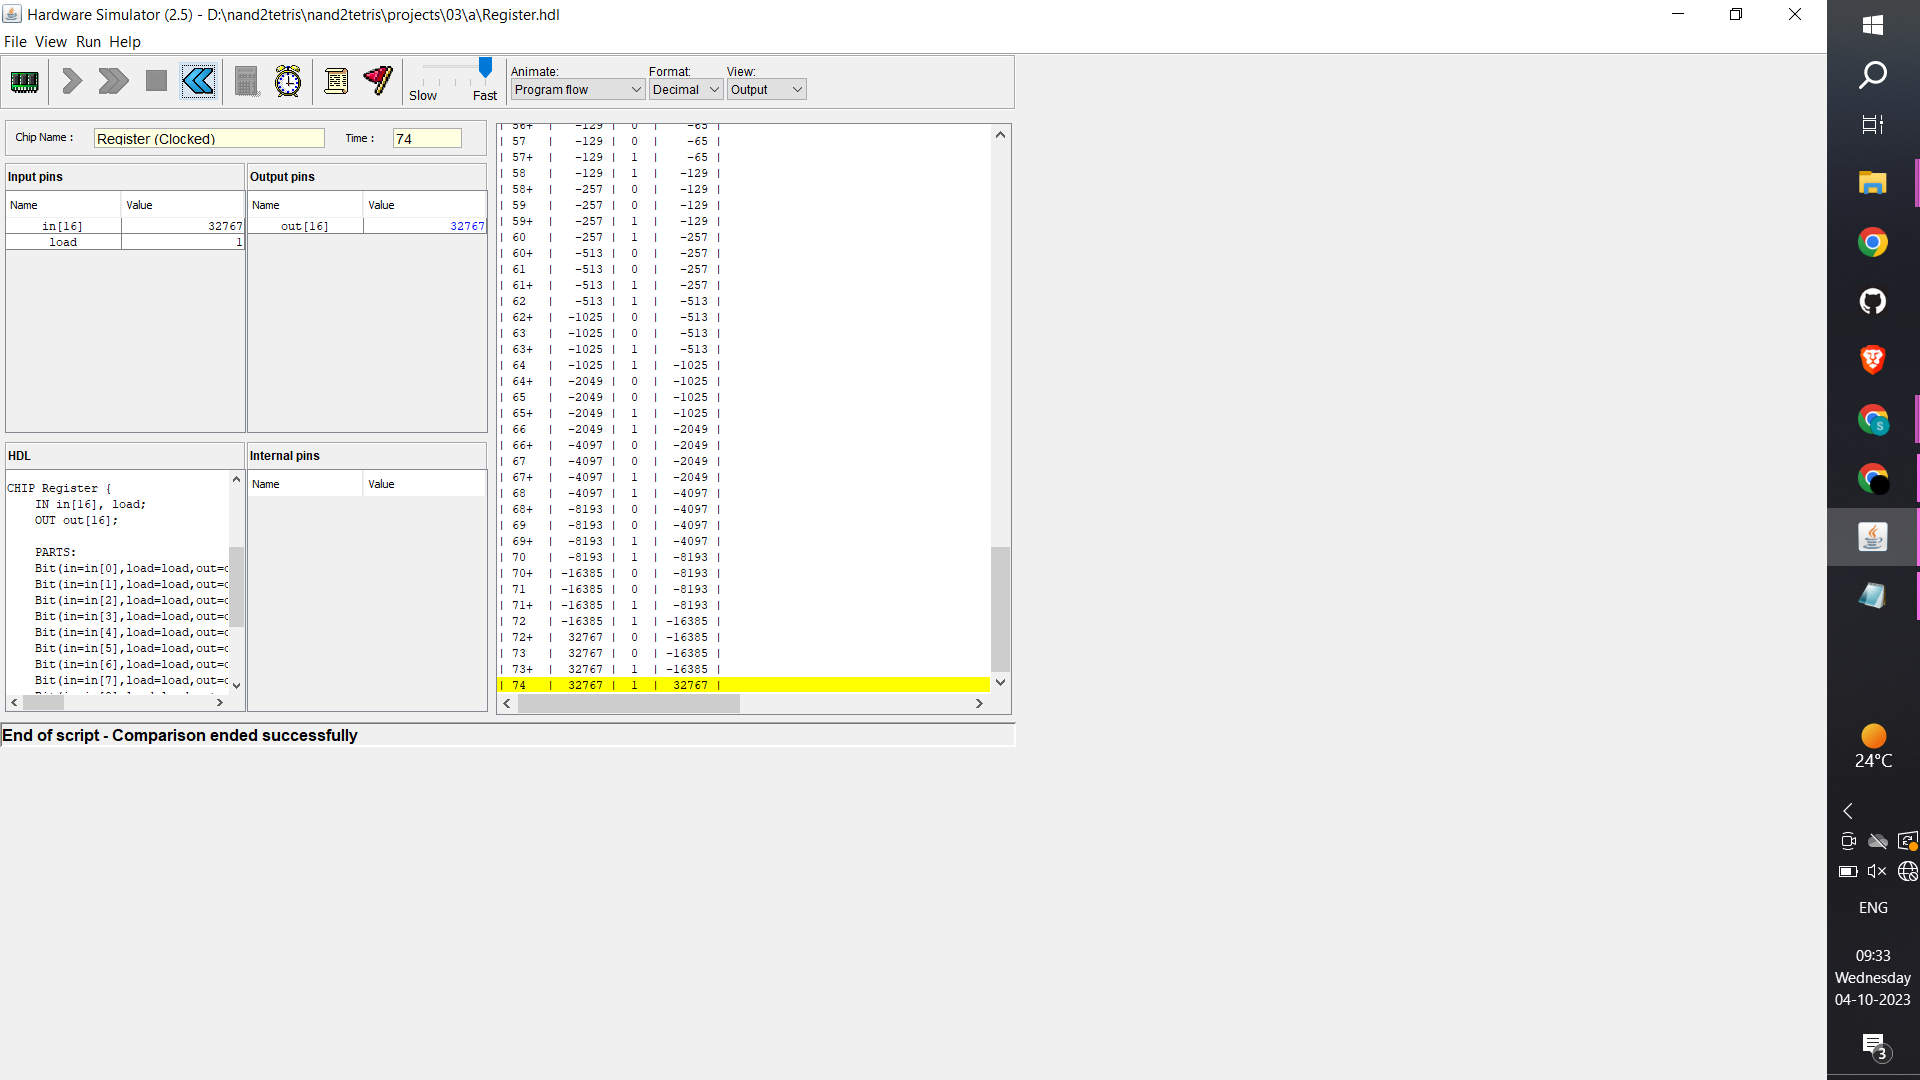 Hardware Simulator (2.5) - D:\nand2tetris\nand2tetris\projects\03\a\Register.hdl
File View Run Help
Slow Fast
Animate: Format: View:
Program flow Decimal Output
Chip Name : Register (Clocked) Time : 74
Input pins
Name Value
in[16] 32767
load 1
Output pins
Name Value
out[16] 32767
HDL
CHIP Register {
IN in[16], load;
OUT out[16];
PARTS:
Bit(in=in[0],load=load,out=
Bit(in=in[1],load=load,out=
Bit(in=in[2],load=load,out=
Bit(in=in[3],load=load,out=
Bit(in=in[4],load=load,out=
Bit(in=in[5],load=load,out=
Bit(in=in[6],load=load,out=
Bit(in=in[7],load=load,out=
Internal pins
Name Value
| 56+ | -129 | 0 | -65 |
| 57 | -129 | 0 | -65 |
| 57+ | -129 | 1 | -65 |
| 58 | -129 | 1 | -129 |
| 58+ | -257 | 0 | -129 |
| 59 | -257 | 0 | -129 |
| 59+ | -257 | 1 | -129 |
| 60 | -257 | 1 | -257 |
| 60+ | -513 | 0 | -257 |
| 61 | -513 | 0 | -257 |
| 61+ | -513 | 1 | -257 |
| 62 | -513 | 1 | -513 |
| 62+ | -1025 | 0 | -513 |
| 63 | -1025 | 0 | -513 |
| 63+ | -1025 | 1 | -513 |
| 64 | -1025 | 1 | -1025 |
| 64+ | -2049 | 0 | -1025 |
| 65 | -2049 | 0 | -1025 |
| 65+ | -2049 | 1 | -1025 |
| 66 | -2049 | 1 | -2049 |
| 66+ | -4097 | 0 | -2049 |
| 67 | -4097 | 0 | -2049 |
| 67+ | -4097 | 1 | -2049 |
| 68 | -4097 | 1 | -4097 |
| 68+ | -8193 | 0 | -4097 |
| 69 | -8193 | 0 | -4097 |
| 69+ | -8193 | 1 | -4097 |
| 70 | -8193 | 1 | -8193 |
| 70+ | -16385 | 0 | -8193 |
| 71 | -16385 | 0 | -8193 |
| 71+ | -16385 | 1 | -8193 |
| 72 | -16385 | 1 | -16385 |
| 72+ | 32767 | 0 | -16385 |
| 73 | 32767 | 0 | -16385 |
| 73+ | 32767 | 1 | -16385 |
| 74 | 32767 | 1 | 32767 |
End of script - Comparison ended successfully
S
24°C
ENG
09:33
Wednesday
04-10-2023
3